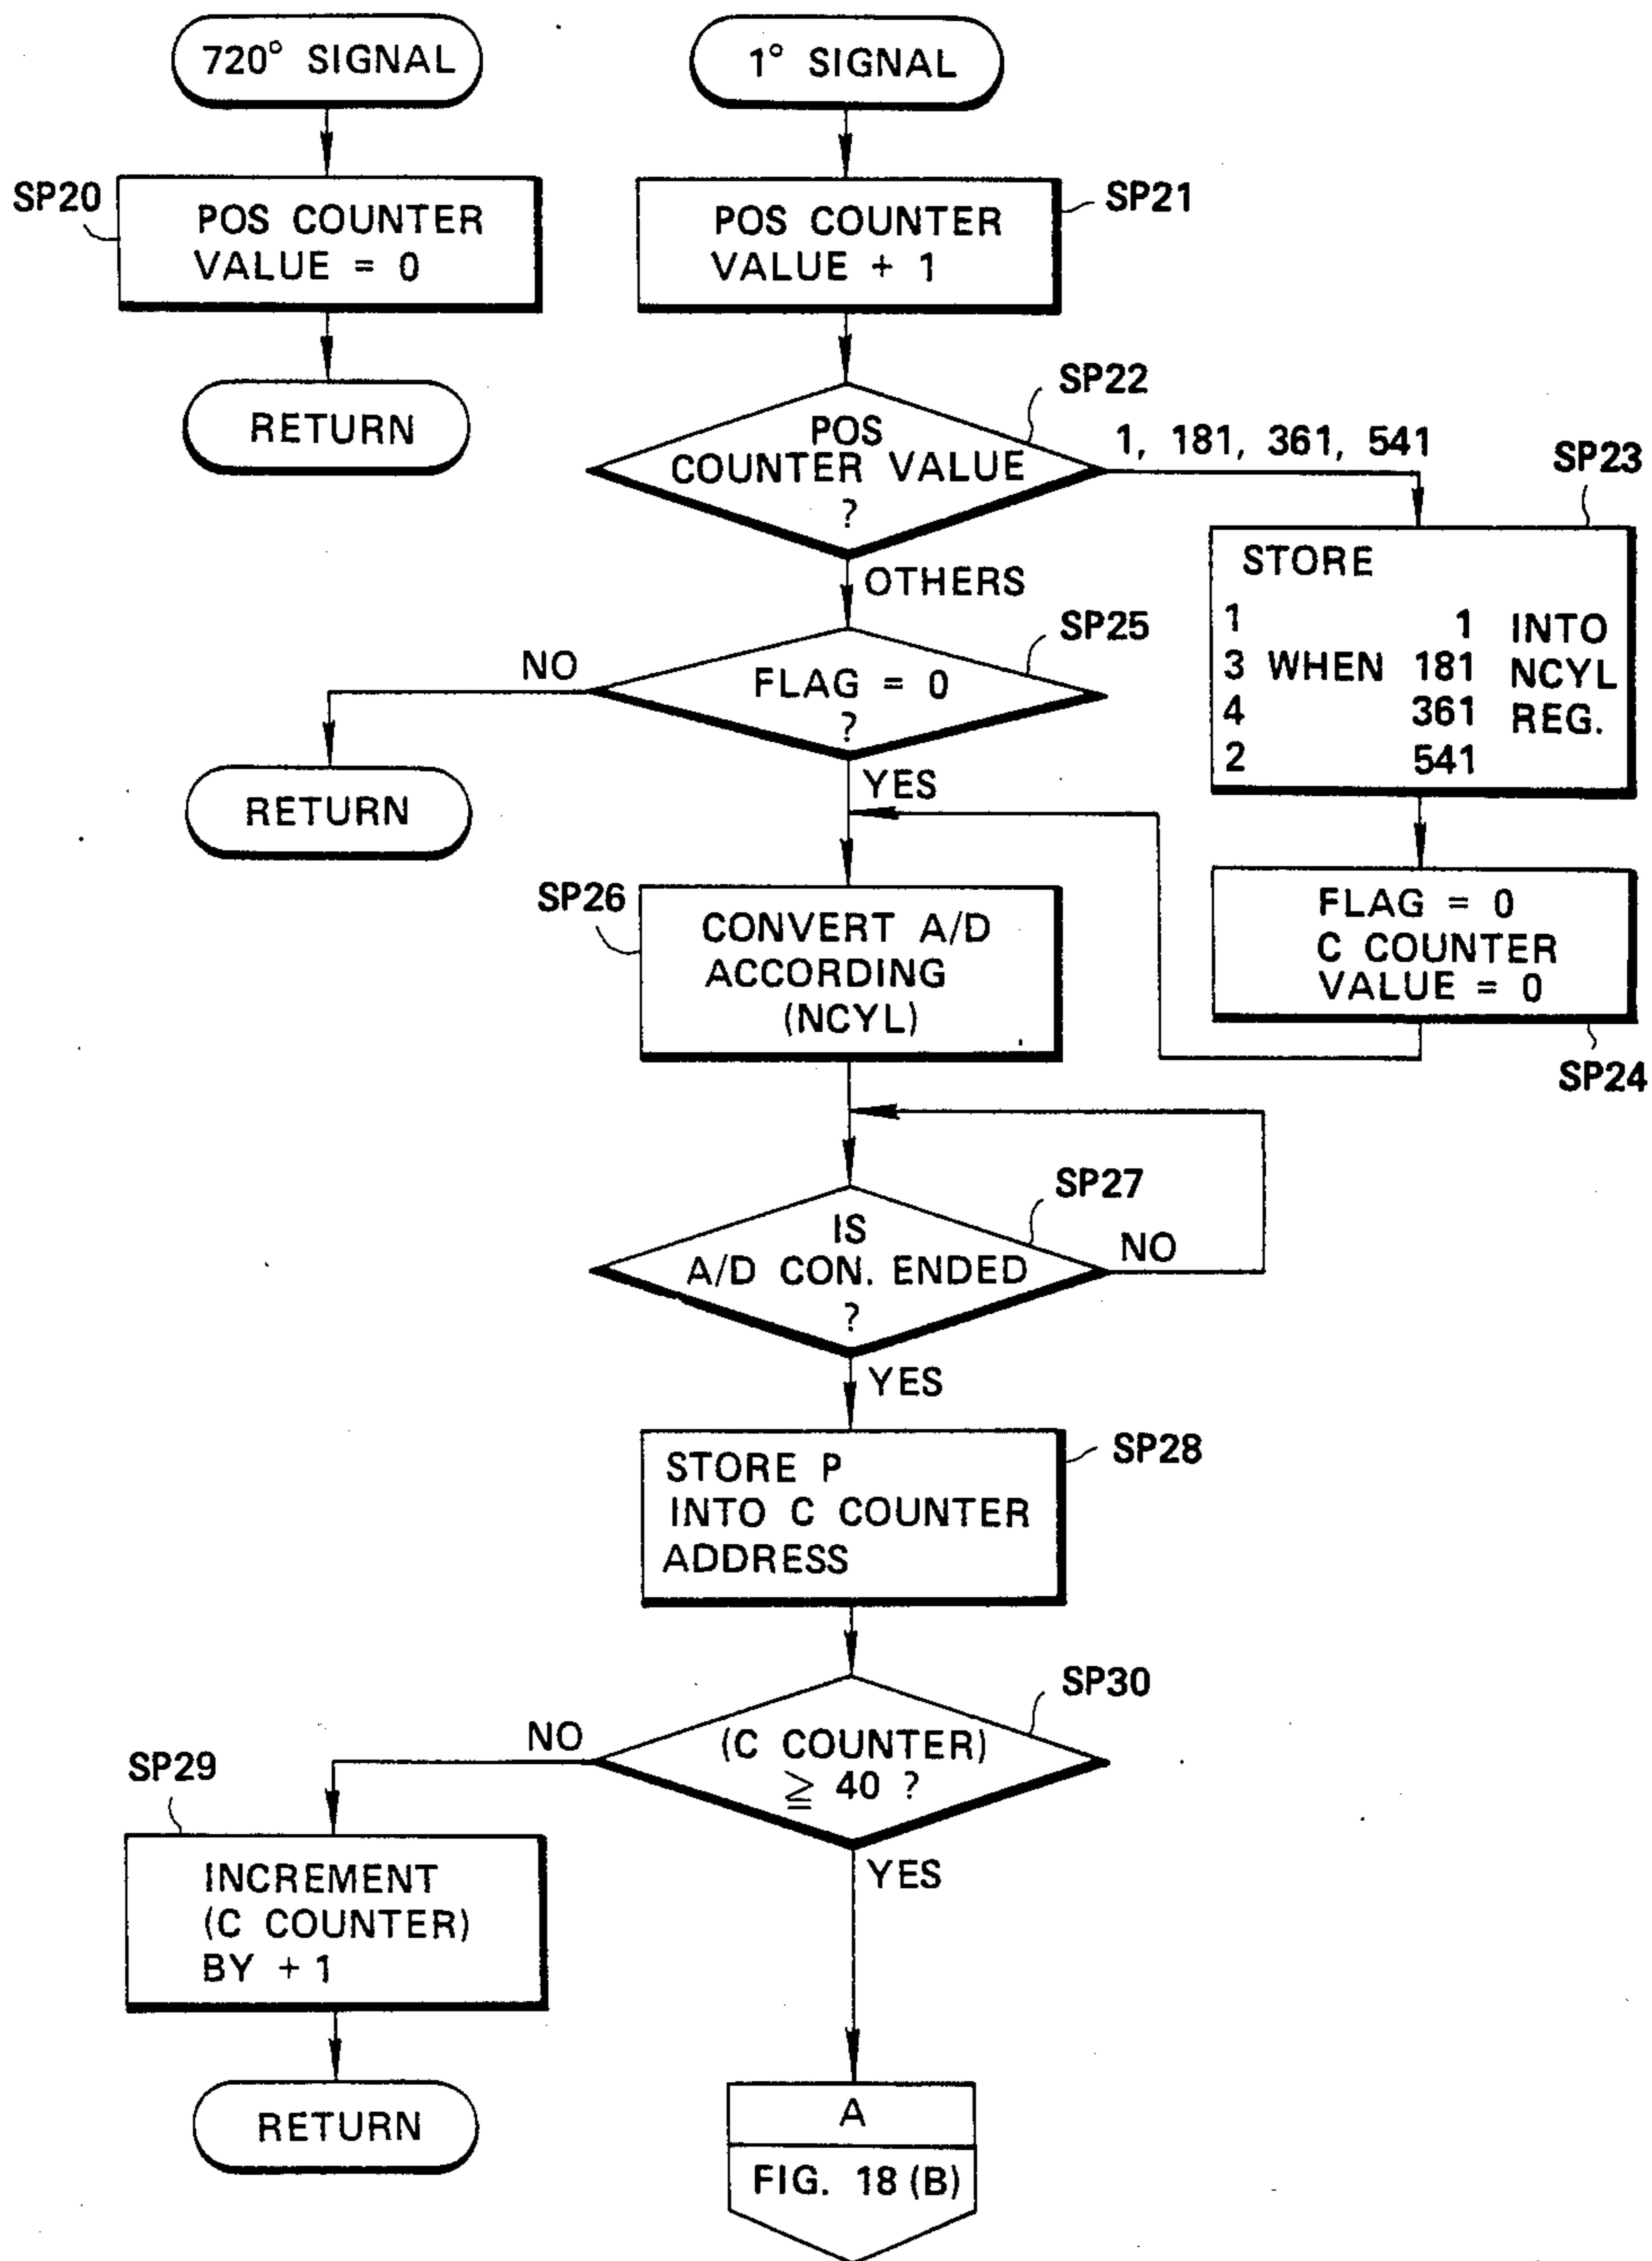 720° SIGNAL
SP20
POS COUNTER
VALUE = 0
RETURN
1° SIGNAL
SP21
POS COUNTER
VALUE + 1
SP22
POS
COUNTER VALUE
?
1, 181, 361, 541
OTHERS
SP23
STORE
1 1 INTO
3 WHEN 181 NCYL
4 361 REG.
2 541
SP24
FLAG = 0
C COUNTER
VALUE = 0
SP25
FLAG = 0
?
NO
RETURN
YES
SP26
CONVERT A/D
ACCORDING
(NCYL)
SP27
IS
A/D CON. ENDED
?
NO
YES
SP28
STORE P
INTO C COUNTER
ADDRESS
SP30
(C COUNTER)
≧ 40 ?
NO
SP29
INCREMENT
(C COUNTER)
BY + 1
RETURN
YES
A
FIG. 18 (B)